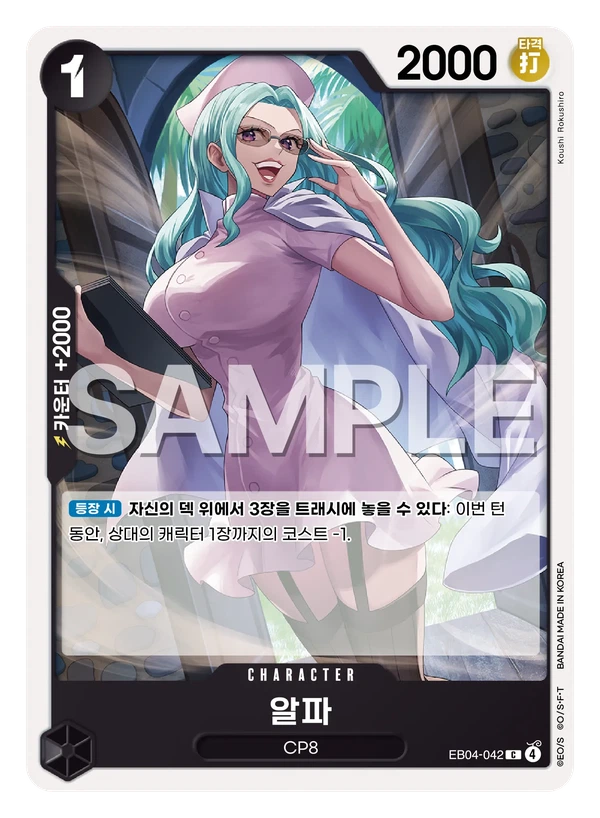 1
2000
타격
打
Koushi Rokushiro
카운터 +2000
SAMPLE
등장 시 자신의 덱 위에서 3장을 트래시에 놓을 수 있다: 이번 턴
동안, 상대의 캐릭터 1장까지의 코스트 -1.
CHARACTER
알파
CP8
EB04-042 C 4
©EO/S ©O/S·F·T BANDAI MADE IN KOREA